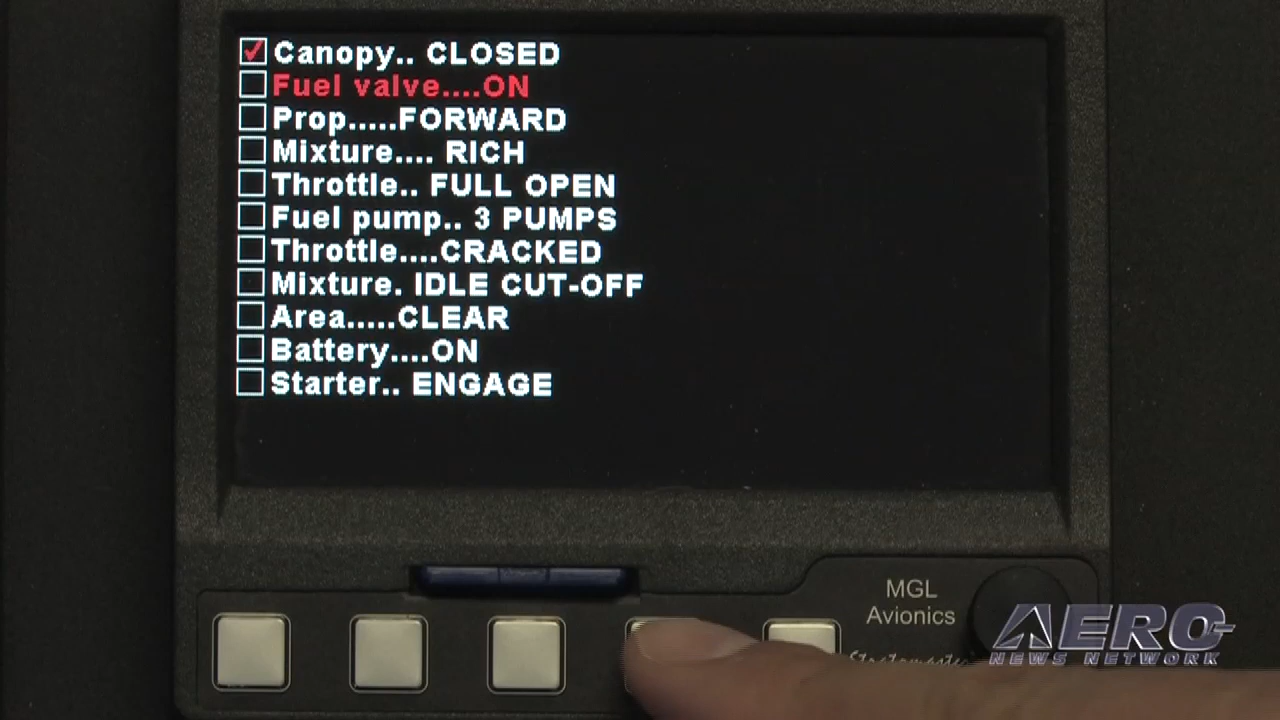 Canopy.. CLOSED
Fuel valve....ON
Prop.....FORWARD
Mixture.... RICH
Throttle.. FULL OPEN
Fuel pump.. 3 PUMPS
Throttle....CRACKED
Mixture. IDLE CUT-OFF
Area.....CLEAR
Battery....ON
Starter.. ENGAGE
MGL
Avionics
AERO
NEWS NETWORK